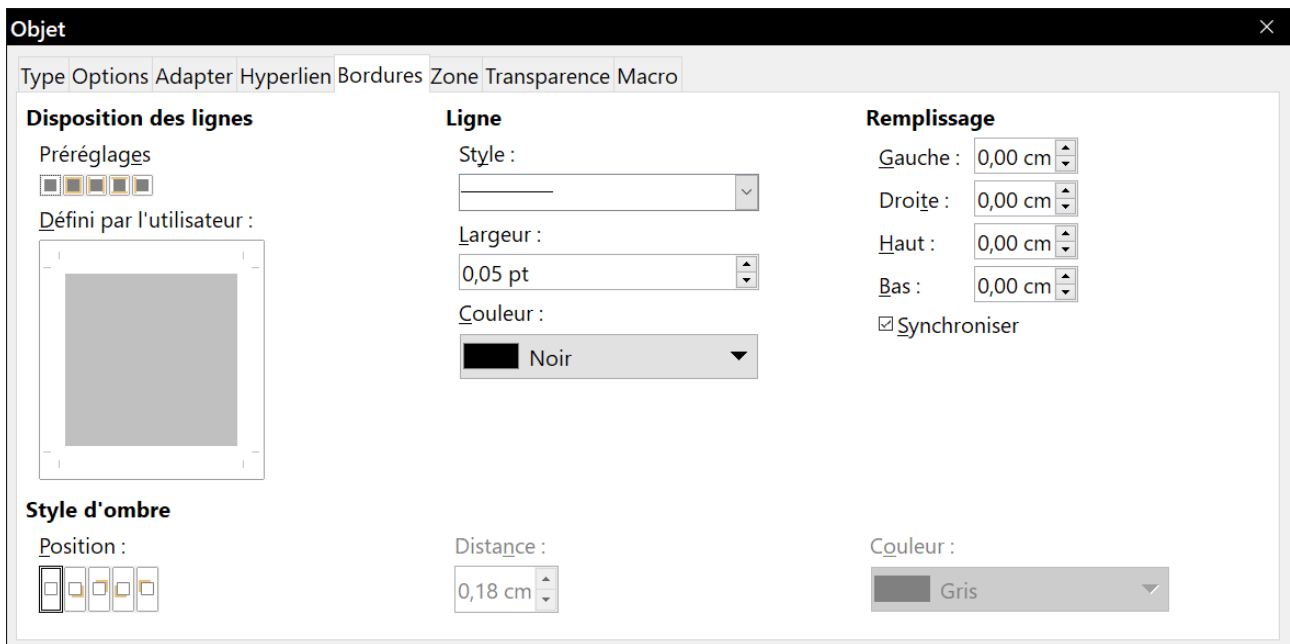 Objet
Type Options Adapter Hyperlien Bordures Zone Transparence Macro
Disposition des lignes
Préréglages
Défini par l'utilisateur :
Ligne
Style :
Largeur :
0,05 pt
Couleur :
Noir
Remplissage
Gauche : 0,00 cm
Droite : 0,00 cm
Haut : 0,00 cm
Bas : 0,00 cm
Synchroniser
Style d'ombre
Position :
Distance :
0,18 cm
Couleur :
Gris